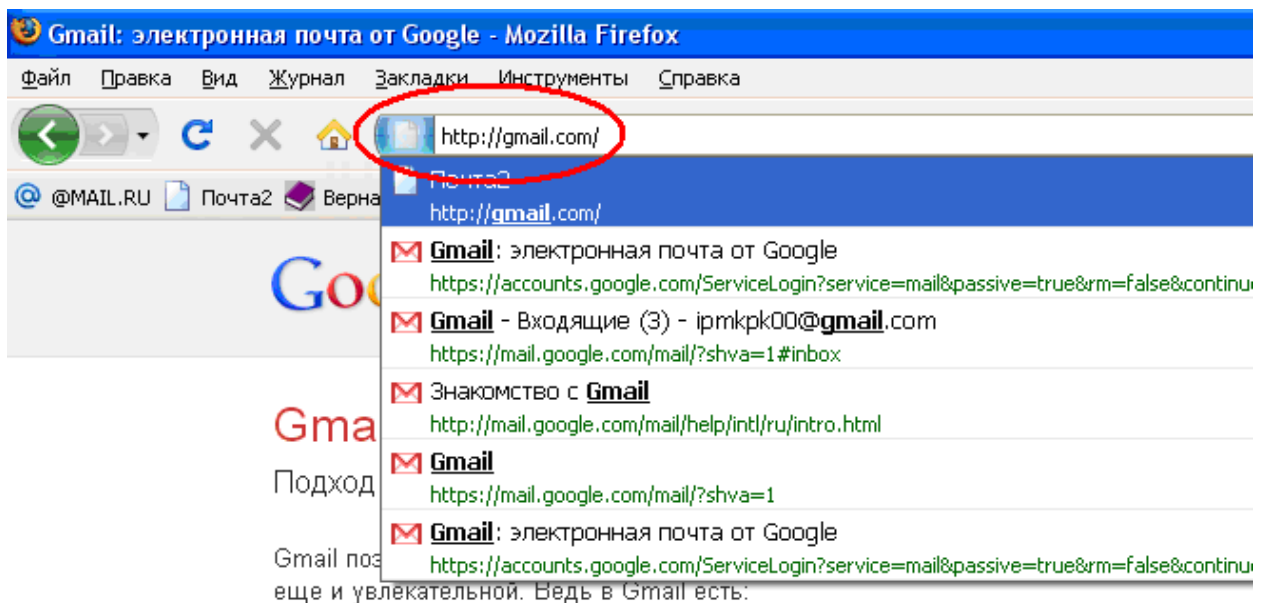 Gmail: электронная почта от Google - Mozilla Firefox
Файл Правка Вид Журнал Закладки Инструменты Справка
http://gmail.com/
@MAIL.RU Почта2 Верна
Почта2
http://gmail.com/
Gmail: электронная почта от Google
https://accounts.google.com/ServiceLogin?service=mail&passive=true&rm=false&continu
Gmail - Входящие (3) - ipmkpk00@gmail.com
https://mail.google.com/mail/?shva=1#inbox
Знакомство с Gmail
http://mail.google.com/mail/help/intl/ru/intro.html
Gmail
https://mail.google.com/mail/?shva=1
Gmail: электронная почта от Google
https://accounts.google.com/ServiceLogin?service=mail&passive=true&rm=false&continu
Goo
Gma
Подход
Gmail поз
еще и увлекательной. Ведь в Gmail есть: